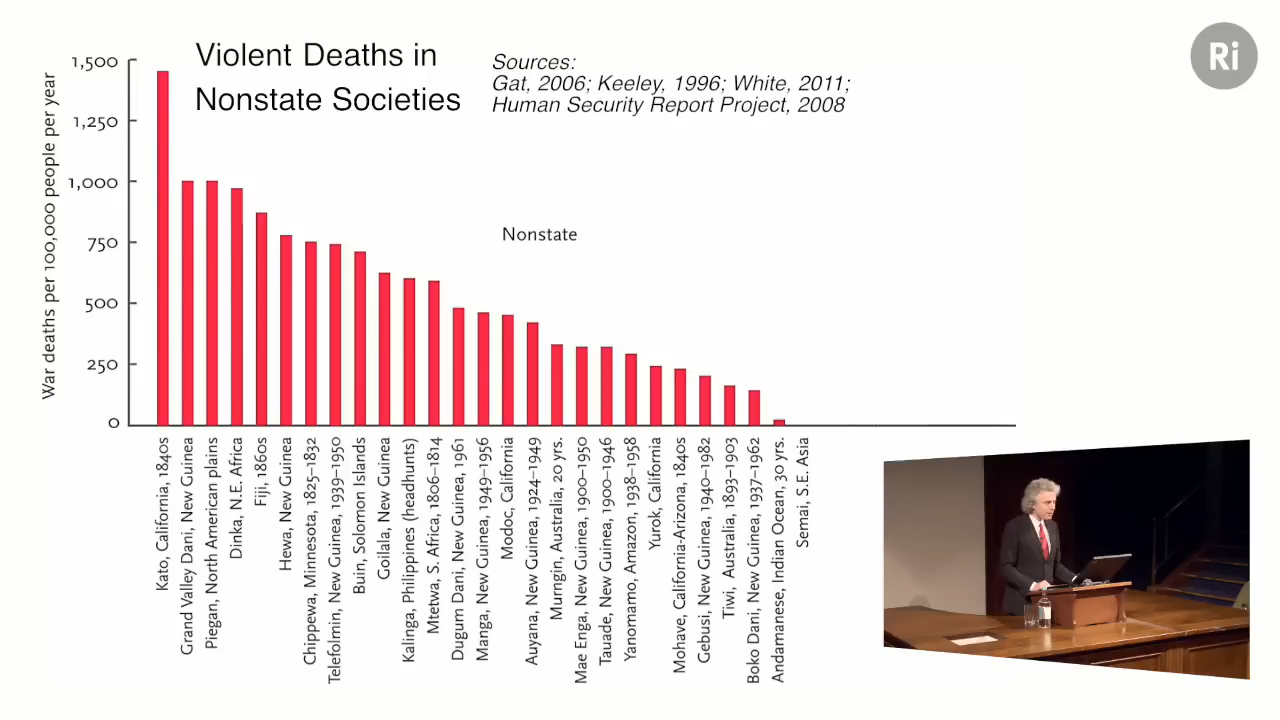 Violent Deaths in
Nonstate Societies
Sources:
Gat, 2006; Keeley, 1996; White, 2011;
Human Security Report Project, 2008
Ri
War deaths per 100,000 people per year
1,500
1,250
1,000
750
500
250
0
Nonstate
Kato, California, 1840s
Grand Valley Dani, New Guinea
Piegan, North American plains
Dinka, N.E. Africa
Fiji, 1860s
Hewa, New Guinea
Chippewa, Minnesota, 1825–1832
Telefolmin, New Guinea, 1939–1950
Buin, Solomon Islands
Goilala, New Guinea
Kalinga, Philippines (headhunts)
Mtetwa, S. Africa, 1806–1814
Dugum Dani, New Guinea, 1961
Manga, New Guinea, 1949–1956
Modoc, California
Auyana, New Guinea, 1924–1949
Murngin, Australia, 20 yrs.
Mae Enga, New Guinea, 1900–1950
Tauade, New Guinea, 1900–1946
Yanomamo, Amazon, 1938–1958
Yurok, California
Mohave, California-Arizona, 1840s
Gebusi, New Guinea, 1940–1982
Tiwi, Australia, 1893–1903
Boko Dani, New Guinea, 1937–1962
Andamanese, Indian Ocean, 30 yrs.
Semai, S.E. Asia